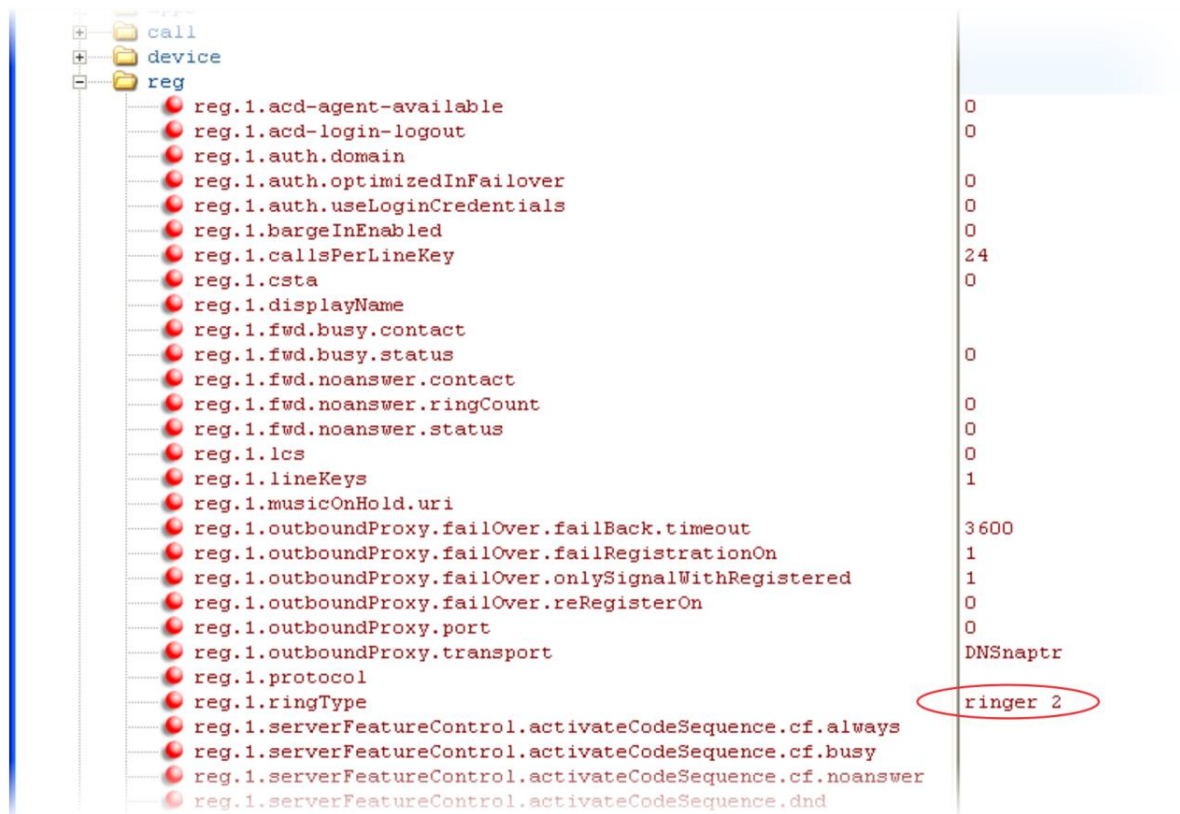 call
device
reg
reg.1.acd-agent-available 0
reg.1.acd-login-logout 0
reg.1.auth.domain
reg.1.auth.optimizedInFailover 0
reg.1.auth.useLoginCredentials 0
reg.1.bargeInEnabled 0
reg.1.callsPerLineKey 24
reg.1.csta 0
reg.1.displayName
reg.1.fwd.busy.contact
reg.1.fwd.busy.status 0
reg.1.fwd.noanswer.contact
reg.1.fwd.noanswer.ringCount 0
reg.1.fwd.noanswer.status 0
reg.1.lcs 0
reg.1.lineKeys 1
reg.1.musicOnHold.uri
reg.1.outboundProxy.failOver.failBack.timeout 3600
reg.1.outboundProxy.failOver.failRegistrationOn 1
reg.1.outboundProxy.failOver.onlySignalWithRegistered 1
reg.1.outboundProxy.failOver.reRegisterOn 0
reg.1.outboundProxy.port 0
reg.1.outboundProxy.transport DNSnaptr
reg.1.protocol
reg.1.ringType ringer 2
reg.1.serverFeatureControl.activateCodeSequence.cf.always
reg.1.serverFeatureControl.activateCodeSequence.cf.busy
reg.1.serverFeatureControl.activateCodeSequence.cf.noanswer
reg.1.serverFeatureControl.activateCodeSequence.dnd